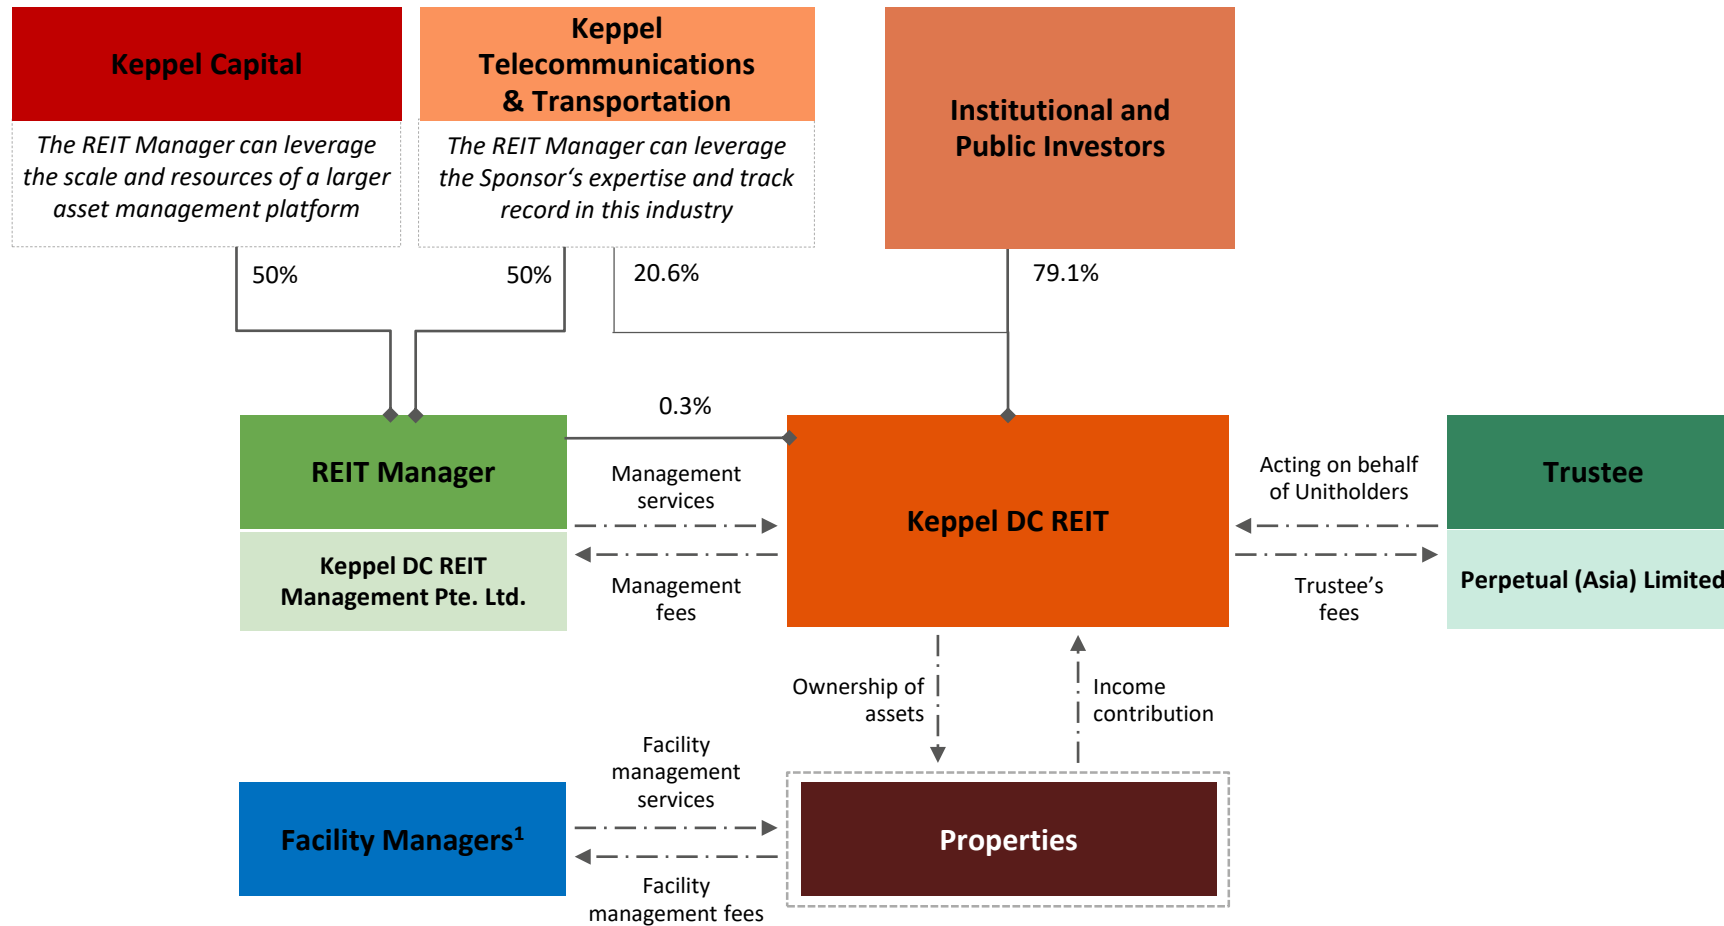 Keppel Capital
The REIT Manager can leverage
the scale and resources of a larger
asset management platform
Keppel
Telecommunications
& Transportation
The REIT Manager can leverage
the Sponsor‘s expertise and track
record in this industry
Institutional and
Public Investors
50%
50%
20.6%
79.1%
0.3%
REIT Manager
Keppel DC REIT
Management Pte. Ltd.
Management
services
Management
fees
Keppel DC REIT
Acting on behalf
of Unitholders
Trustee’s
fees
Trustee
Perpetual (Asia) Limited
Ownership of
assets
Income
contribution
Facility Managers1
Facility
management
services
Facility
management fees
Properties